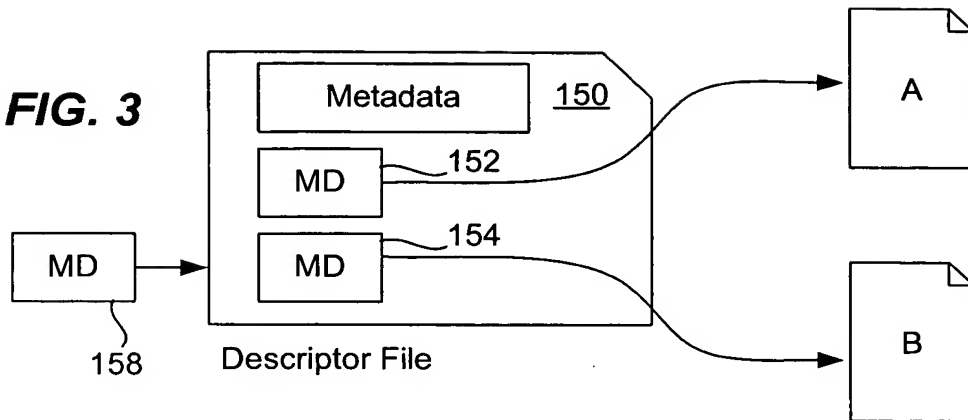 FIG. 3
Metadata
150
A
MD
152
MD
154
MD
158
Descriptor File
B